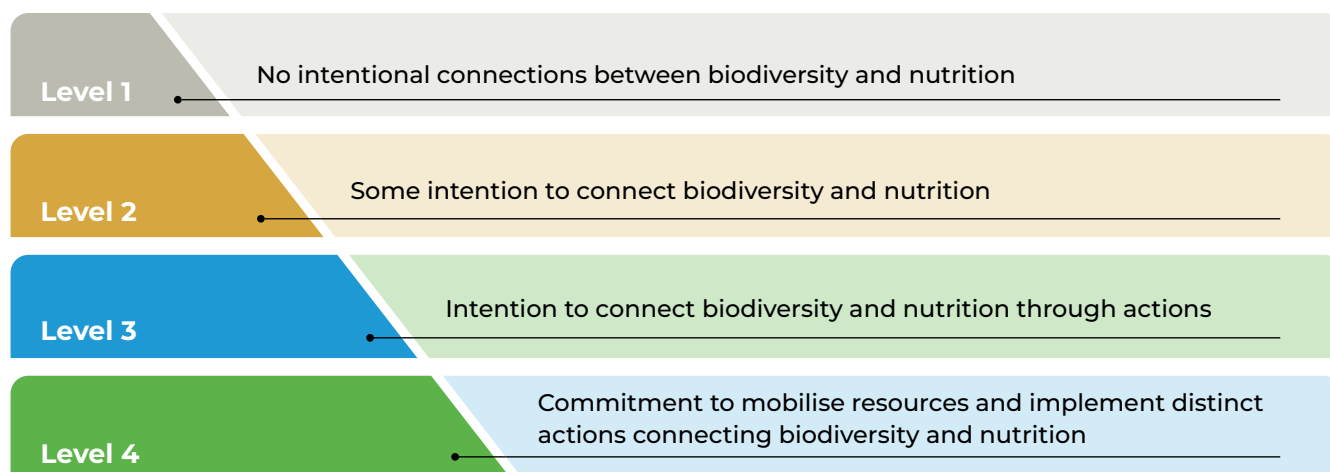 Level 1
No intentional connections between biodiversity and nutrition
Level 2
Some intention to connect biodiversity and nutrition
Level 3
Intention to connect biodiversity and nutrition through actions
Level 4
Commitment to mobilise resources and implement distinct
actions connecting biodiversity and nutrition